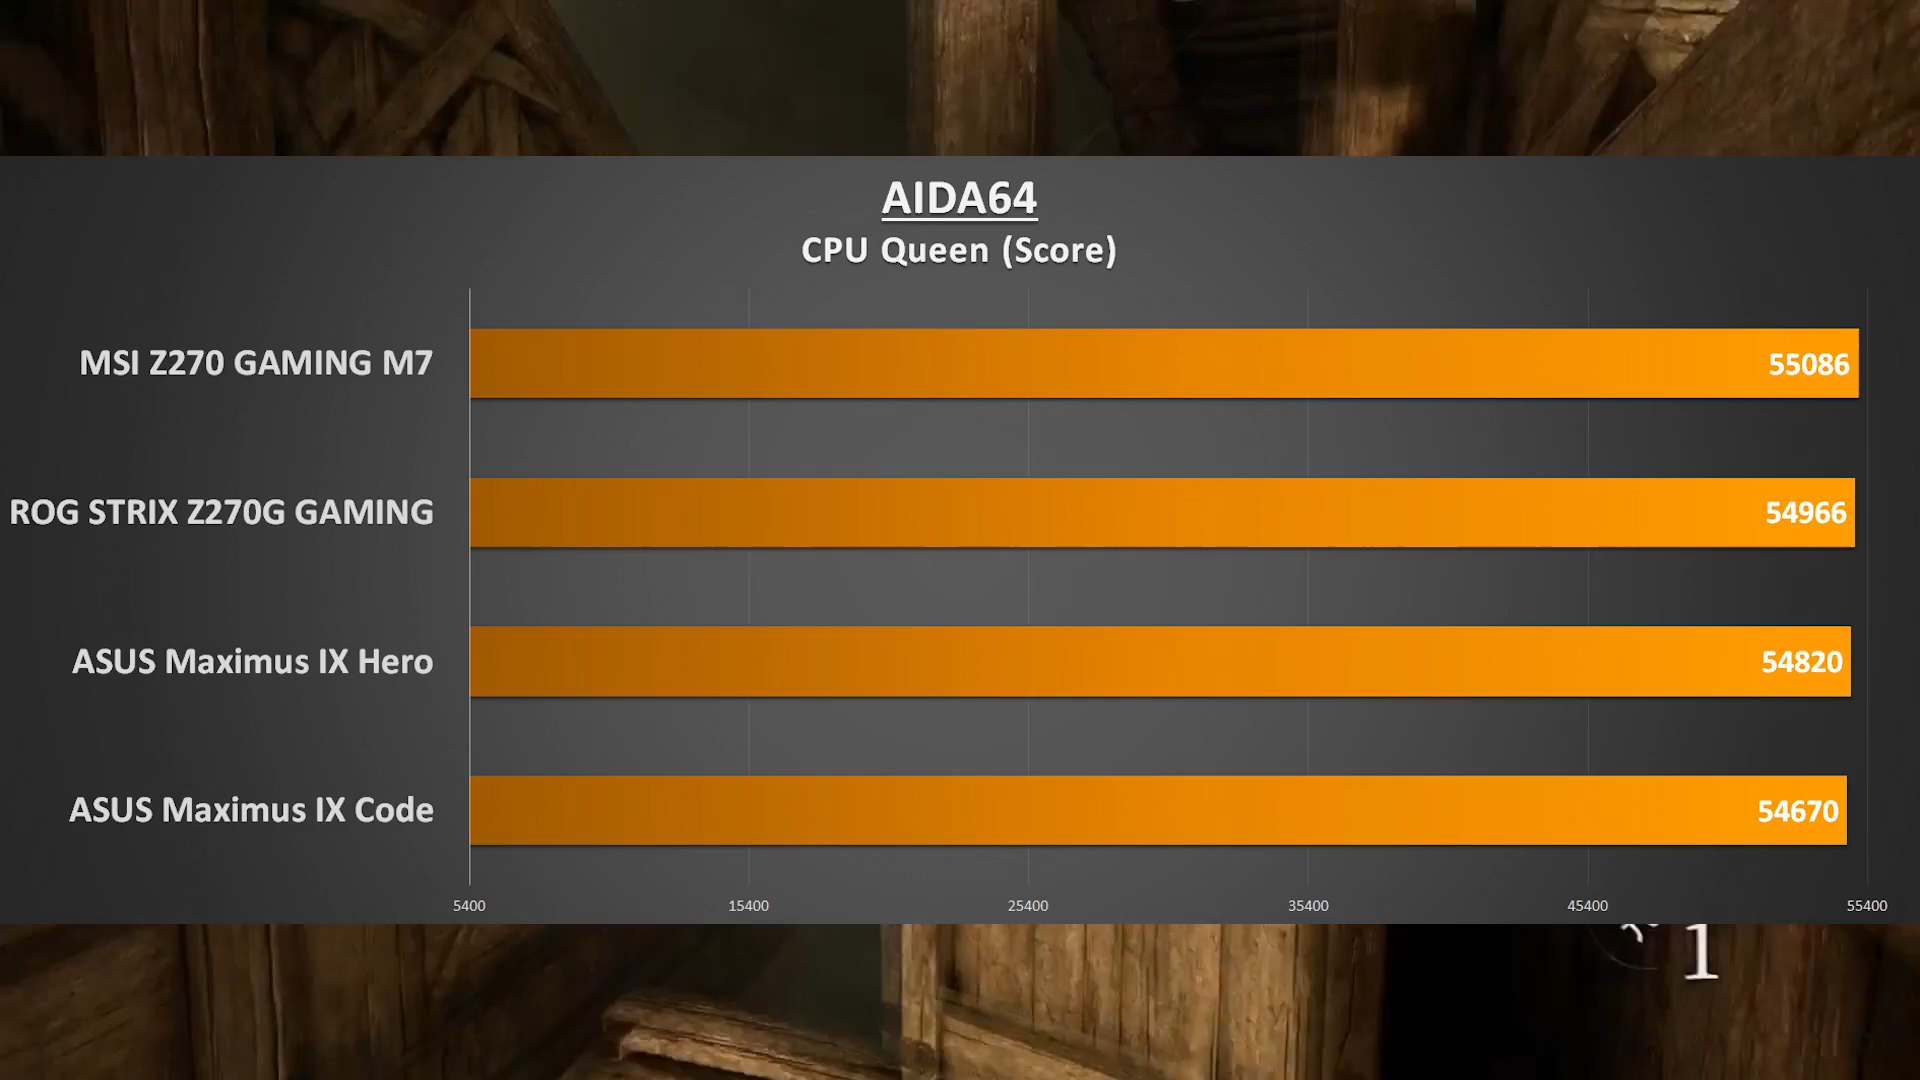 AIDA64
CPU Queen (Score)
MSI Z270 GAMING M7
55086
ROG STRIX Z270G GAMING
54966
ASUS Maximus IX Hero
54820
ASUS Maximus IX Code
54670
5400 15400 25400 35400 45400 55400
1